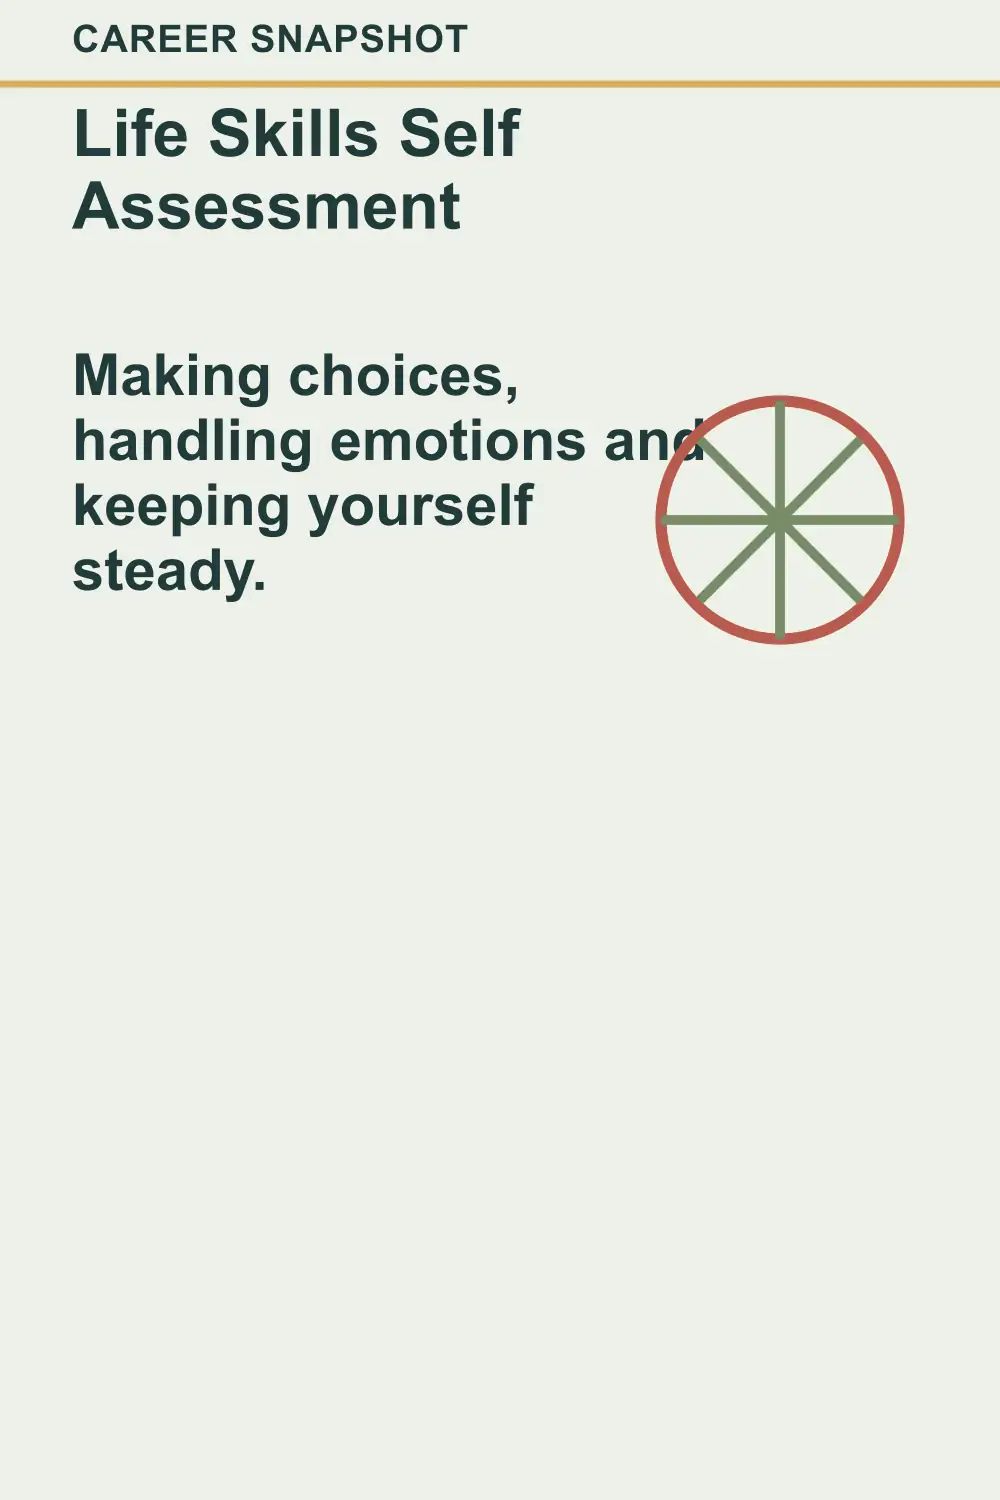 CAREER SNAPSHOT
Life Skills Self
Assessment
Making choices,
handling emotions and
keeping yourself
steady.